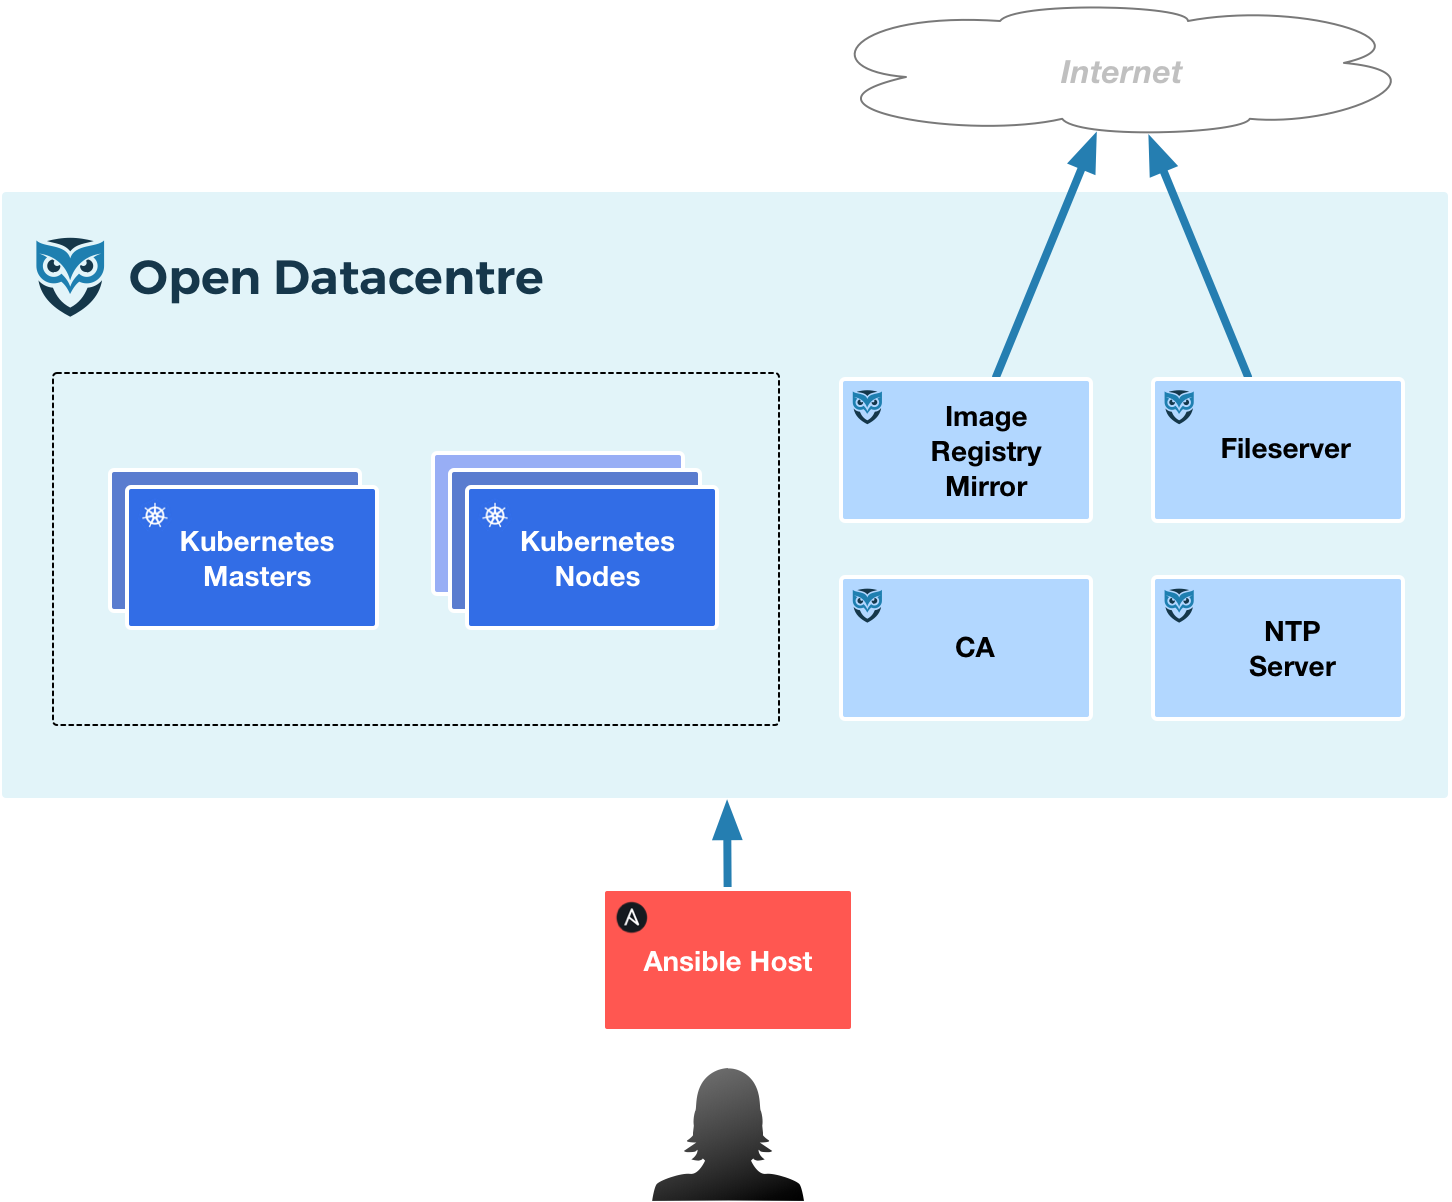 Internet
Open Datacentre
Image
Registry
Mirror
Fileserver
Kubernetes
Masters
Kubernetes
Nodes
CA
NTP
Server
Ansible Host